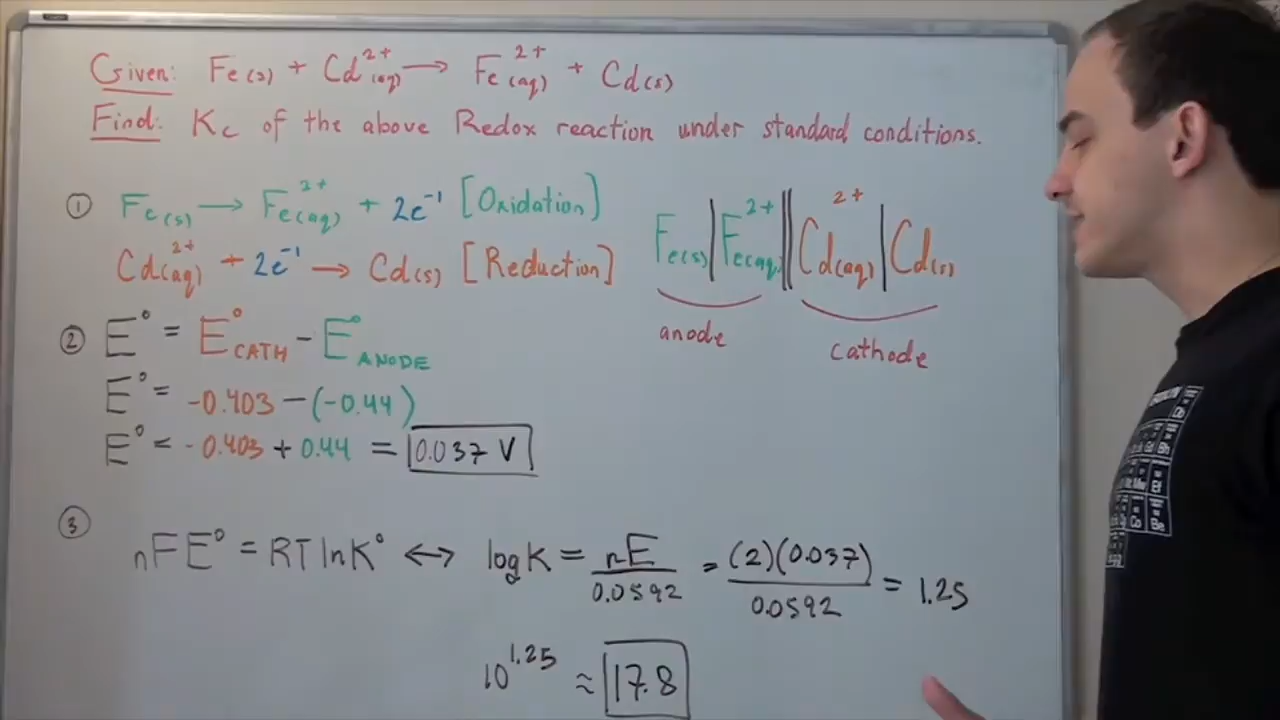 Given: Fe(s) + Cd²⁺(aq) → Fe²⁺(aq) + Cd(s)
Find: Kc of the above Redox reaction under standard conditions.
① Fe(s) → Fe²⁺(aq) + 2e⁻¹ [Oxidation]
Cd²⁺(aq) + 2e⁻¹ → Cd(s) [Reduction]
Fe(s) | Fe²⁺(aq) || Cd²⁺(aq) | Cd(s)
anode
cathode
② E° = E°CATH - E°ANODE
E° = -0.403 - (-0.44)
E° = -0.403 + 0.44 = 0.037 V
③ nFE° = RT ln K° ↔ log K = nE / 0.0592 = (2)(0.037) / 0.0592 = 1.25
10^1.25 ≈ 17.8